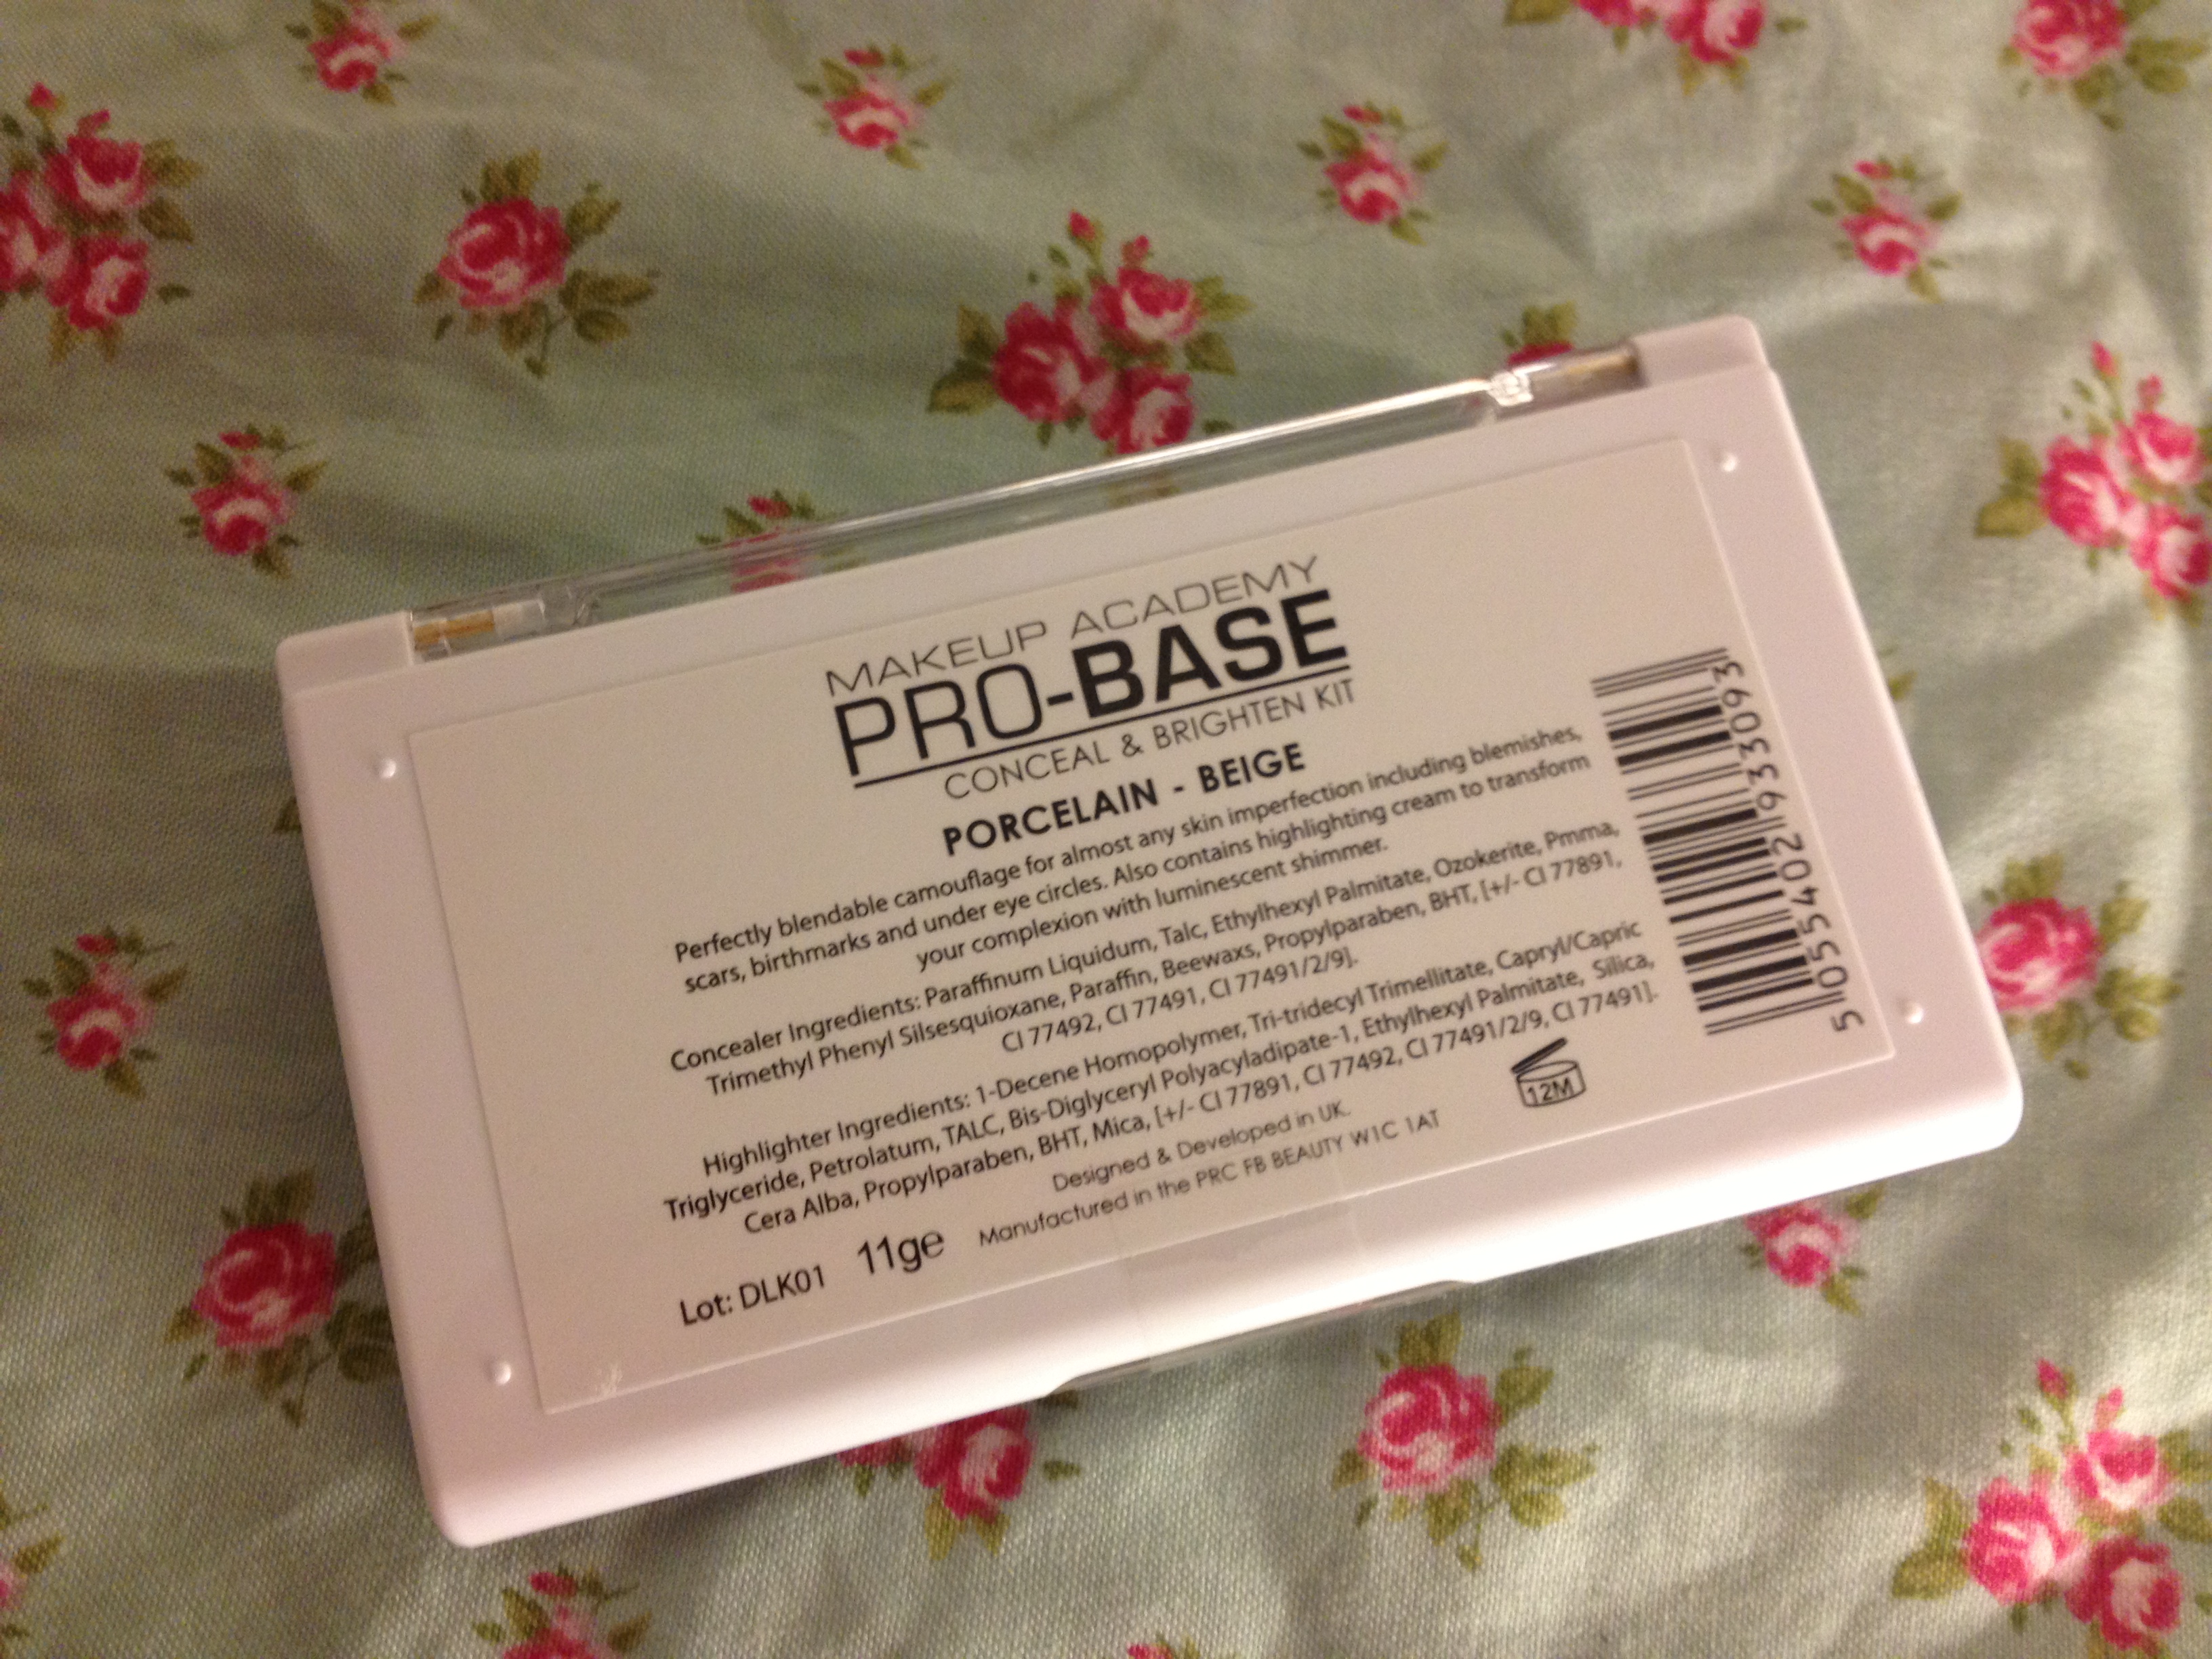 MAKEUP ACADEMY
PRO-BASE
CONCEAL & BRIGHTEN KIT
PORCELAIN - BEIGE
Perfectly blendable camouflage for almost any skin imperfection including blemishes,
scars, birthmarks and under eye circles. Also contains highlighting cream to transform
your complexion with luminescent shimmer.
Concealer Ingredients: Paraffinum Liquidum, Talc, Ethylhexyl Palmitate, Ozokerite, Pmma,
Trimethyl Phenyl Silsesquioxane, Paraffin, Beewaxs, Propylparaben, BHT, [+/- CI 77891,
CI 77492, CI 77491, CI 77491/2/9].
Highlighter Ingredients: 1-Decene Homopolymer, Tri-tridecyl Trimellitate, Capryl/Capric
Triglyceride, Petrolatum, TALC, Bis-Diglyceryl Polyacyladipate-1, Ethylhexyl Palmitate, Silica,
Cera Alba, Propylparaben, BHT, Mica, [+/- CI 77891, CI 77492, CI 77491/2/9, CI 77491].
Designed & Developed in UK.
Manufactured in the PRC FB BEAUTY W1C 1AT
Lot: DLK01 11ge
12M
5 055402 933093